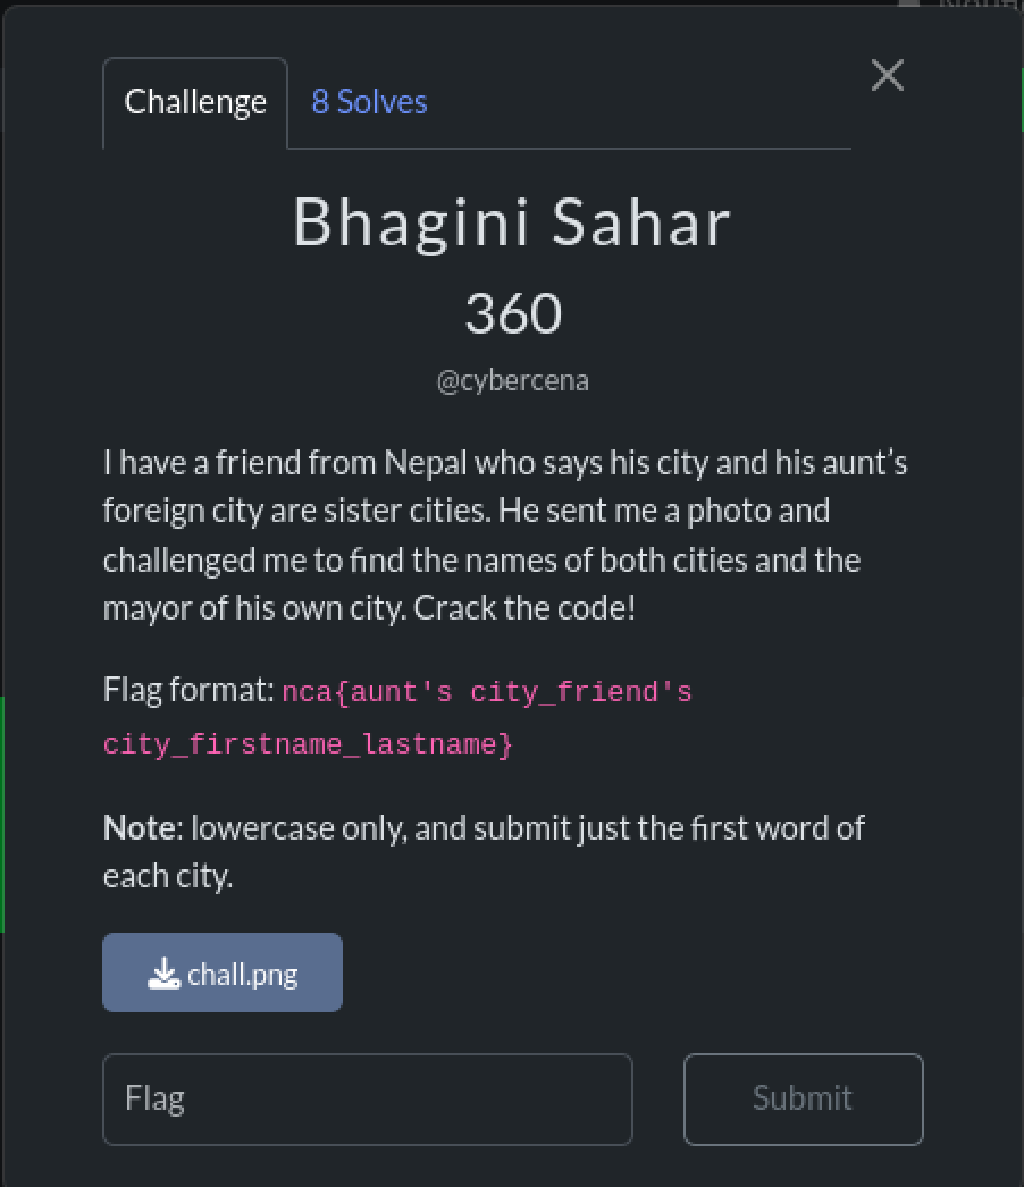 Challenge
8 Solves
Bhagini Sahar
360
@cybercena
I have a friend from Nepal who says his city and his aunt’s
foreign city are sister cities. He sent me a photo and
challenged me to find the names of both cities and the
mayor of his own city. Crack the code!
Flag format: nca{aunt's city_friend's
city_firstname_lastname}
Note: lowercase only, and submit just the first word of
each city.
chall.png
Flag
Submit